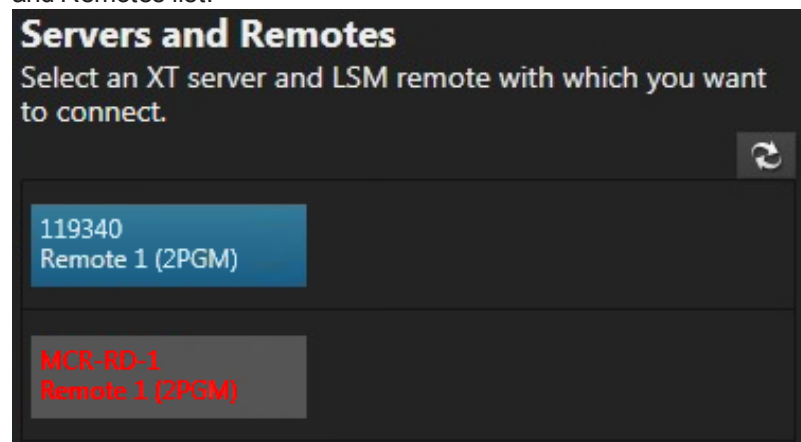 and Remotes list.
Servers and Remotes
Select an XT server and LSM remote with which you want
to connect.
119340
Remote 1 (2PGM)
MCR-RD-1
Remote 1 (2PGM)